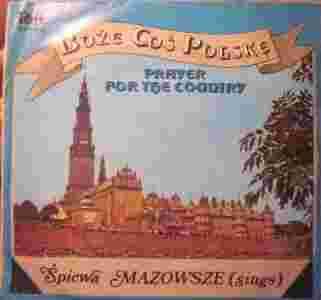 BOŻE COŚ POLSKĘ
PRAYER
FOR THE COUNTRY
Śpiewa MAZOWSZE (sings)